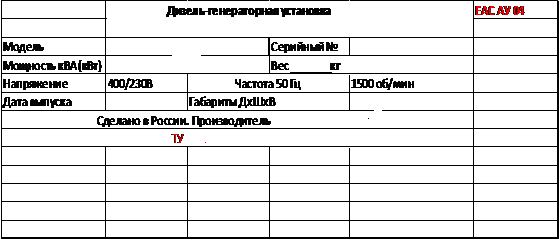 Дизель-генераторная установка ЕАС АУ 04
Модель Серийный №
Мощность кВА(кВт) Вес кг
Напряжение 400/230В Частота 50 Гц 1500 об/мин
Дата выпуска Габариты ДхШхВ
Сделано в России. Производитель
ТУ